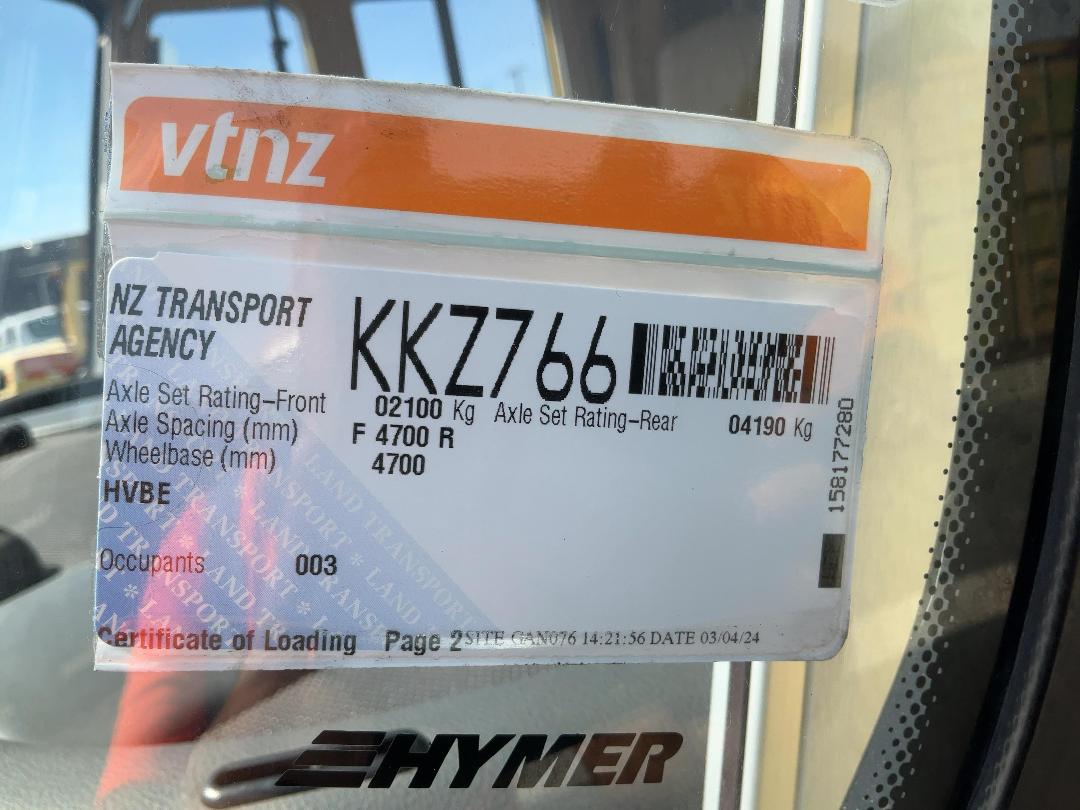 vtnz
NZ TRANSPORT
AGENCY
KKZ766
Axle Set Rating-Front 02100 Kg Axle Set Rating-Rear 04190 Kg
Axle Spacing (mm) F 4700 R
Wheelbase (mm) 4700
HVBE
158177280
Occupants 003
Certificate of Loading Page 2 SITE GAN076 14:21:56 DATE 03/04/24
HYMER